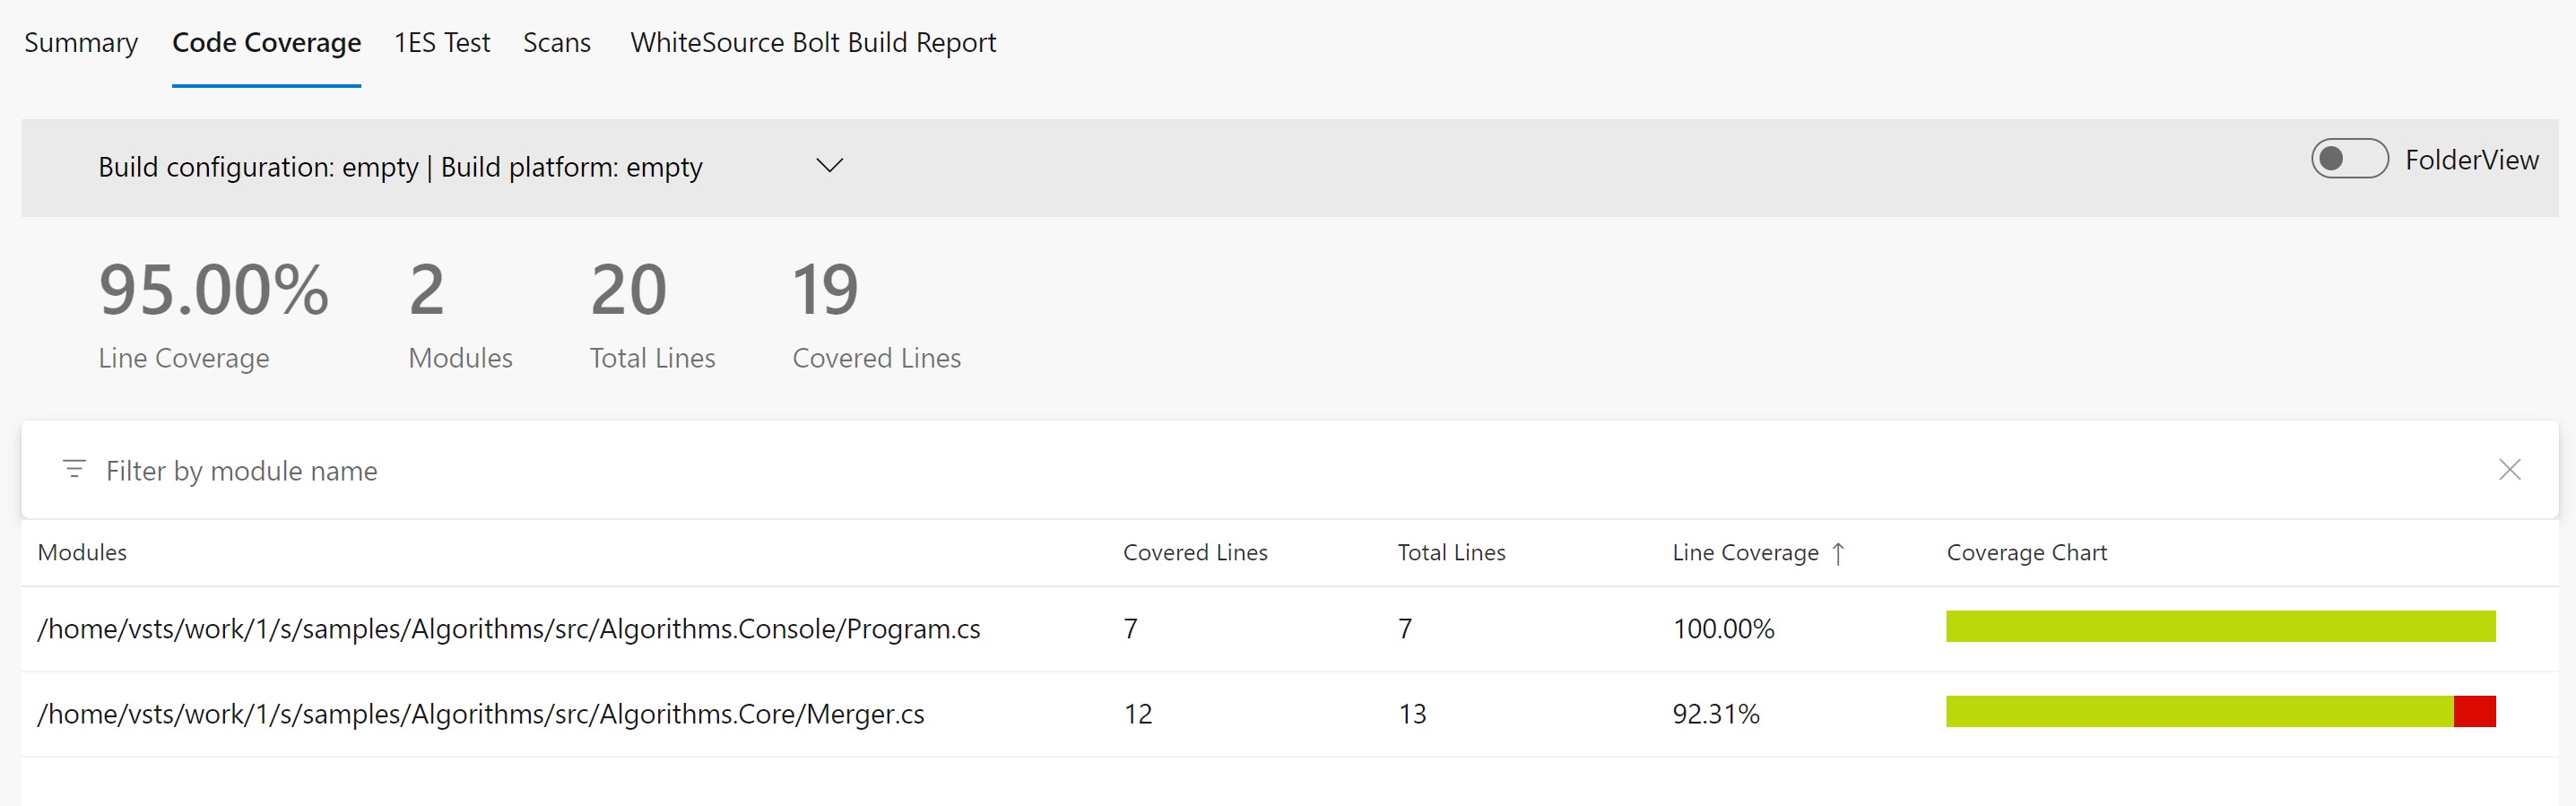 Summary Code Coverage 1ES Test Scans WhiteSource Bolt Build Report
Build configuration: empty | Build platform: empty FolderView
95.00% 2 20 19
Line Coverage Modules Total Lines Covered Lines
Filter by module name
Modules Covered Lines Total Lines Line Coverage ↑ Coverage Chart
/home/vsts/work/1/s/samples/Algorithms/src/Algorithms.Console/Program.cs 7 7 100.00%
/home/vsts/work/1/s/samples/Algorithms/src/Algorithms.Core/Merger.cs 12 13 92.31%